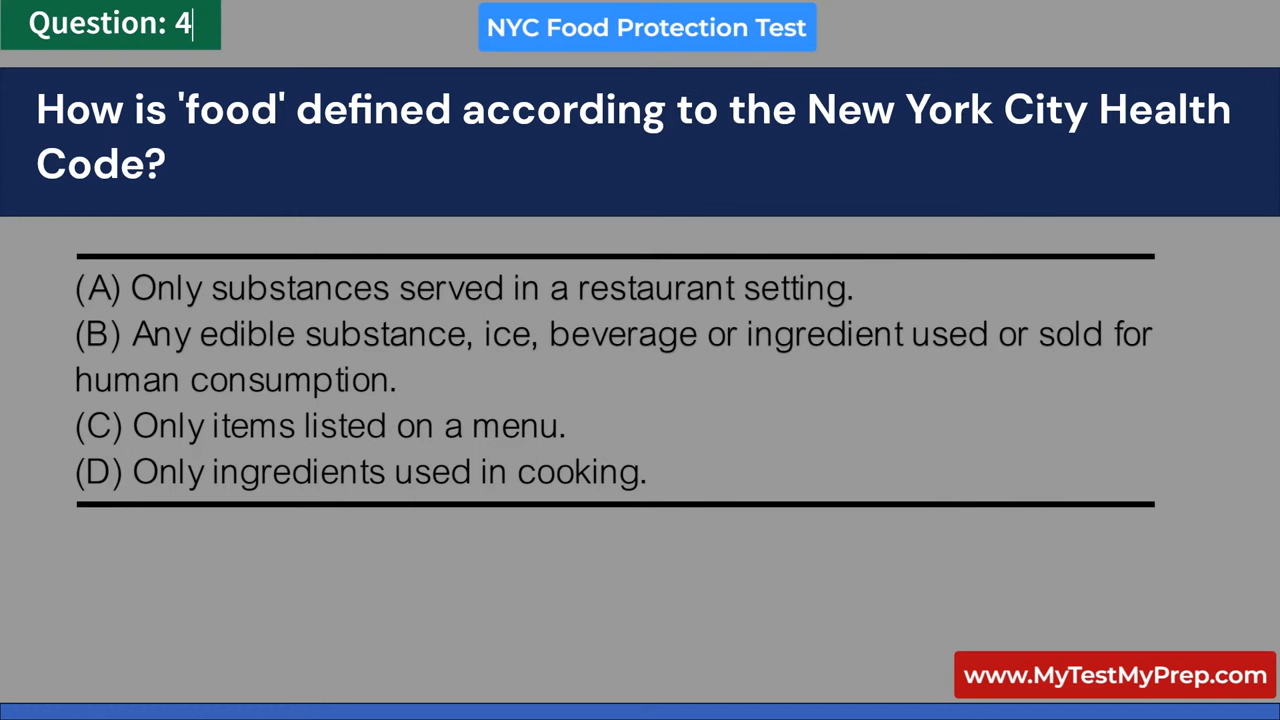 Question: 4
NYC Food Protection Test
How is 'food' defined according to the New York City Health
Code?
(A) Only substances served in a restaurant setting.
(B) Any edible substance, ice, beverage or ingredient used or sold for
human consumption.
(C) Only items listed on a menu.
(D) Only ingredients used in cooking.
www.MyTestMyPrep.com